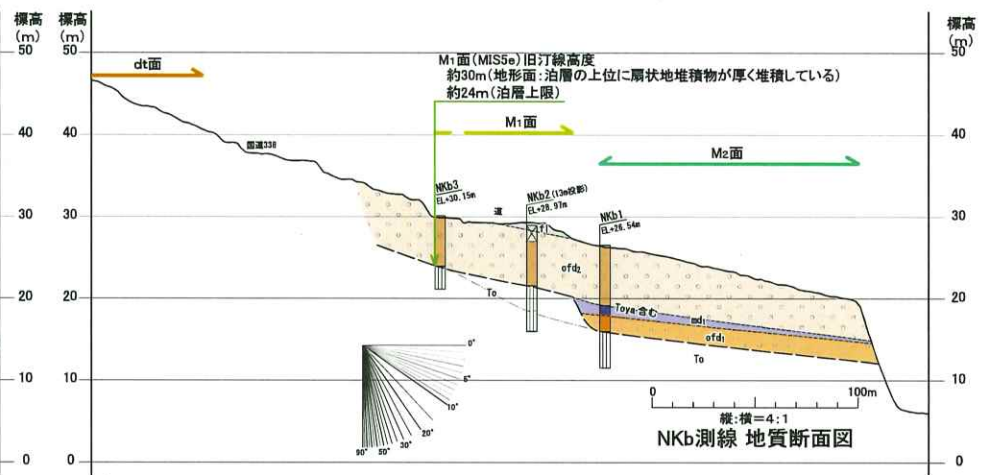 標高 標高 標高
(m) (m) (m)
50 50 50
40 40 40
30 30 30
20 20 20
10 10 10
0 0 0
dt面
国道338
M1面(MIS5e)旧汀線高度
約30m(地形面:泊層の上位に扇状地堆積物が厚く堆積している)
約24m(泊層上限)
M1面
M2面
NKb3
EL+30.15m
道
NKb2(13m投影)
EL+28.97m
NKb1
EL+26.54m
ofd2
To
Toya含む
md1
ofd1
To
0°
5°
10°
20°
30°
50°
90°
0 100m
縦:横=4:1
NKb測線 地質断面図